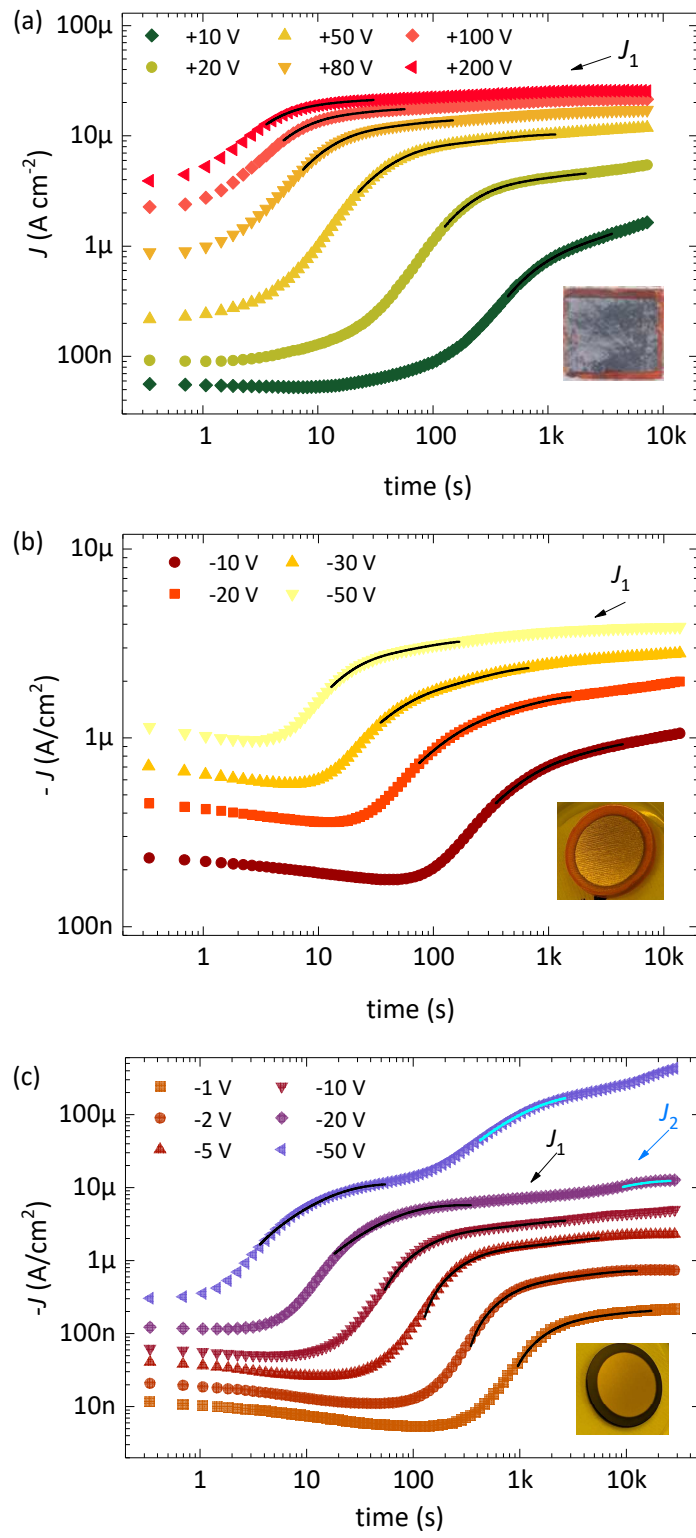 (a)
100µ
10µ
1µ
100n
J (A cm-2)
+10 V
+50 V
+100 V
+20 V
+80 V
+200 V
J1
1
10
100
1k
10k
time (s)
(b)
10µ
1µ
100n
- J (A/cm2)
-10 V
-30 V
-20 V
-50 V
J1
1
10
100
1k
10k
time (s)
(c)
100µ
10µ
1µ
100n
10n
-J (A/cm2)
-1 V
-10 V
-2 V
-20 V
-5 V
-50 V
J1
J2
1
10
100
1k
10k
time (s)